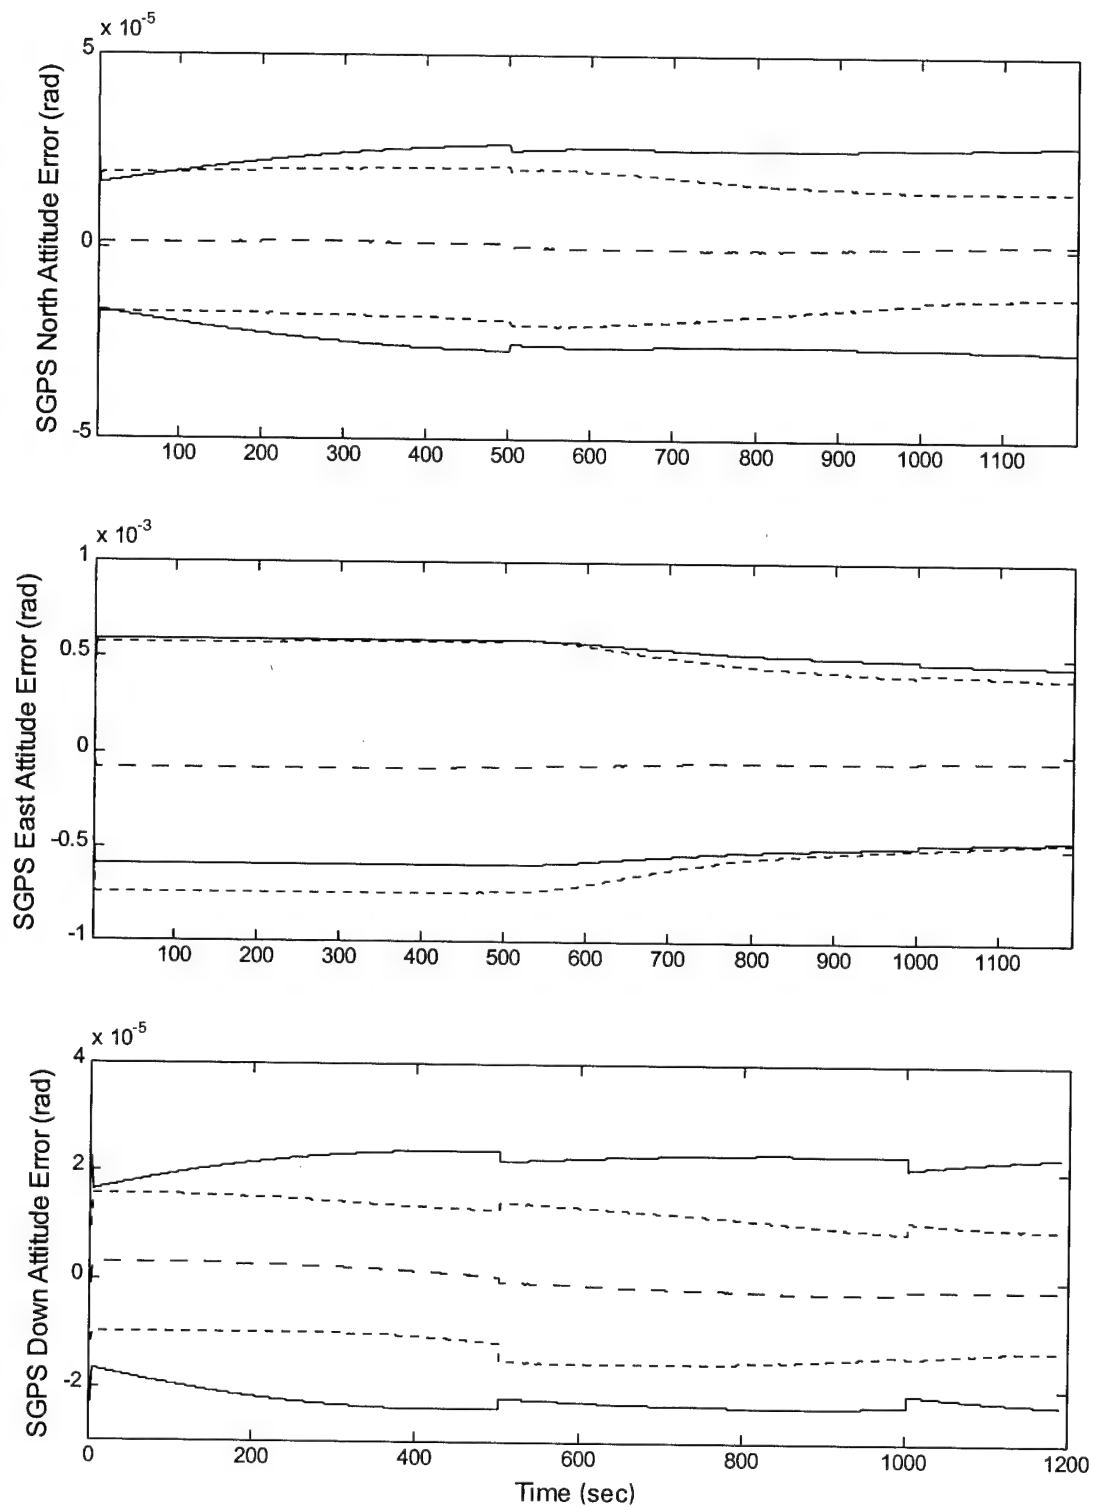 x 10-5
5
0
-5
SGPS North Attitude Error (rad)
100 200 300 400 500 600 700 800 900 1000 1100
x 10-3
1
0.5
0
-0.5
-1
SGPS East Attitude Error (rad)
100 200 300 400 500 600 700 800 900 1000 1100
x 10-5
4
2
0
-2
SGPS Down Attitude Error (rad)
0 200 400 600 800 1000 1200
Time (sec)